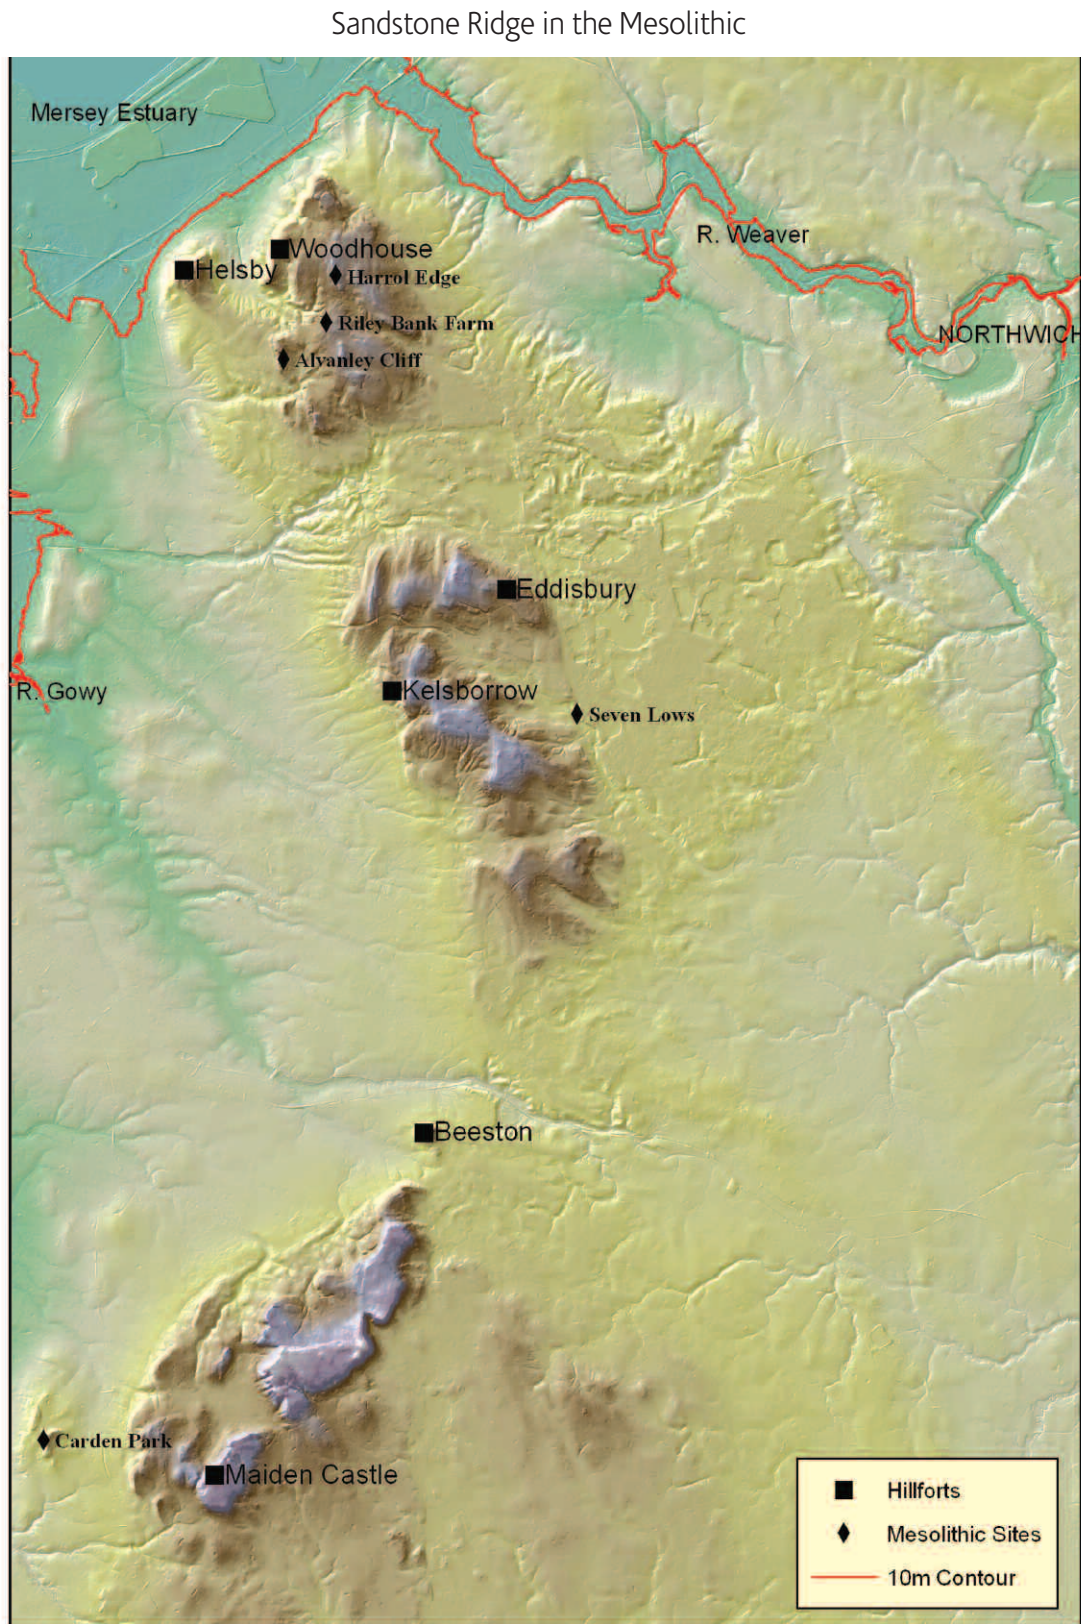 Sandstone Ridge in the Mesolithic
Mersey Estuary
Woodhouse
R. Weaver
Helsby
Harrol Edge
Riley Bank Farm
NORTHWICH
Alvanley Cliff
Eddisbury
R. Gowy
Kelsborrow
Seven Lows
Beeston
Carden Park
Maiden Castle
Hillforts
Mesolithic Sites
10m Contour